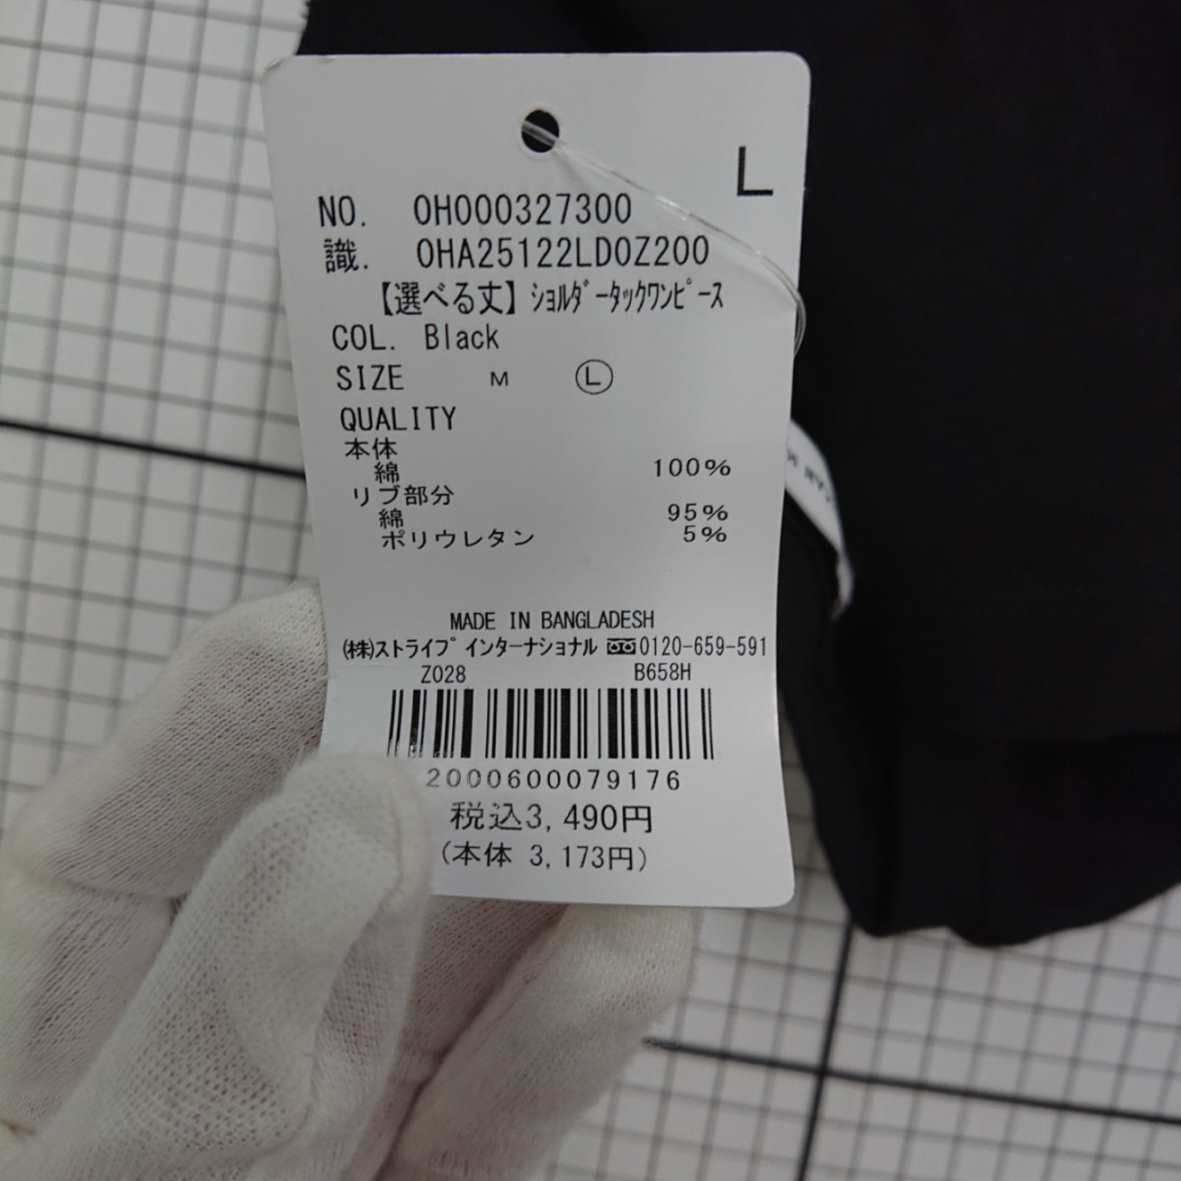 L
NO. OH000327300
識. OHA25122LD0Z200
【選べる丈】ｼｮﾙﾀﾞｰﾀｯｸﾜﾝﾋﾟｰｽ
COL. Black
SIZE M Ⓛ
QUALITY
本体
綿 100%
リブ部分
綿 95%
ポリウレタン 5%
MADE IN BANGLADESH
㈱ストライプ インターナショナル 0120-659-591
Z028 B658H
2000600079176
税込3,490円
(本体 3,173円)